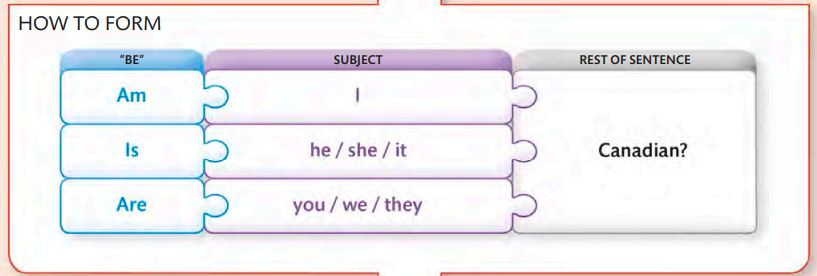 HOW TO FORM
"BE" SUBJECT REST OF SENTENCE
Am I
Is he / she / it Canadian?
Are you / we / they